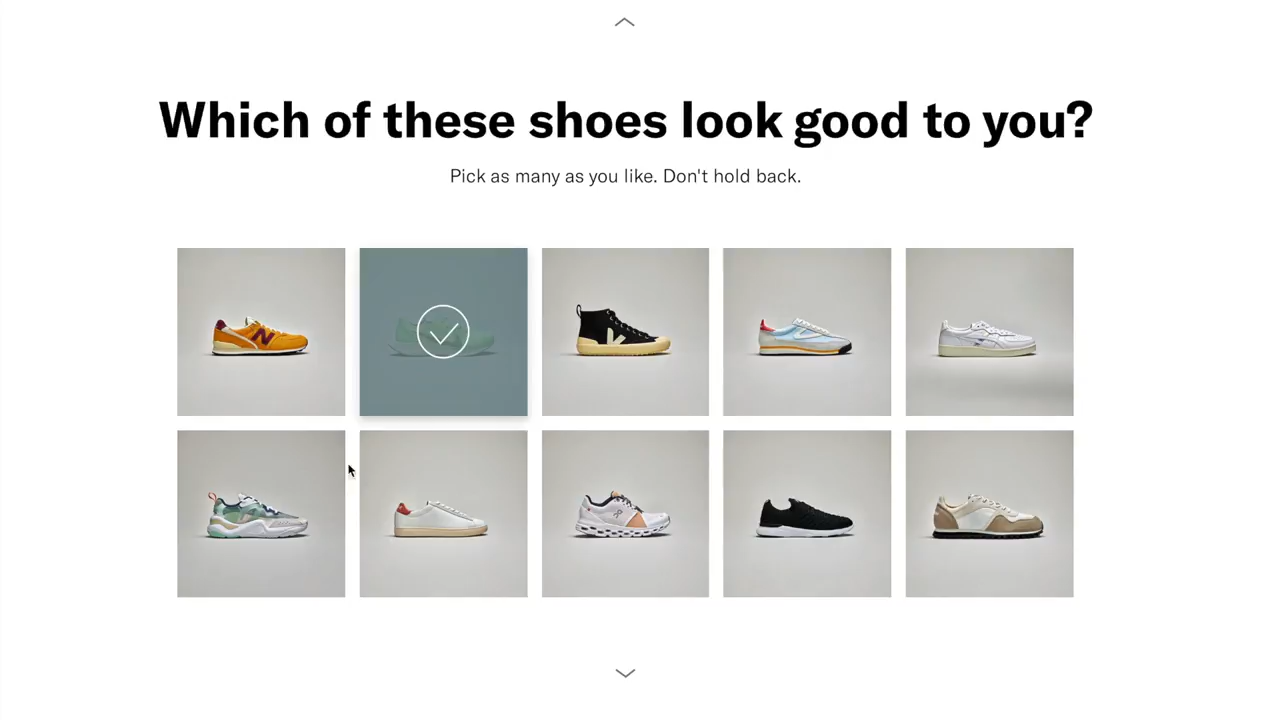 Which of these shoes look good to you?
Pick as many as you like. Don't hold back.